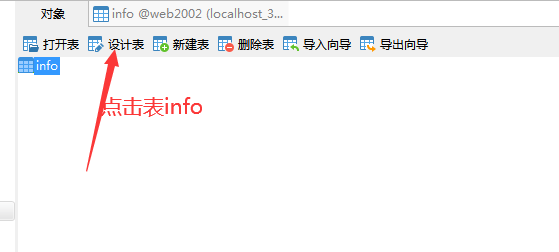 对象 info @web2002 (localhost_3...
打开表 设计表 新建表 删除表 导入向导 导出向导
info
点击表info